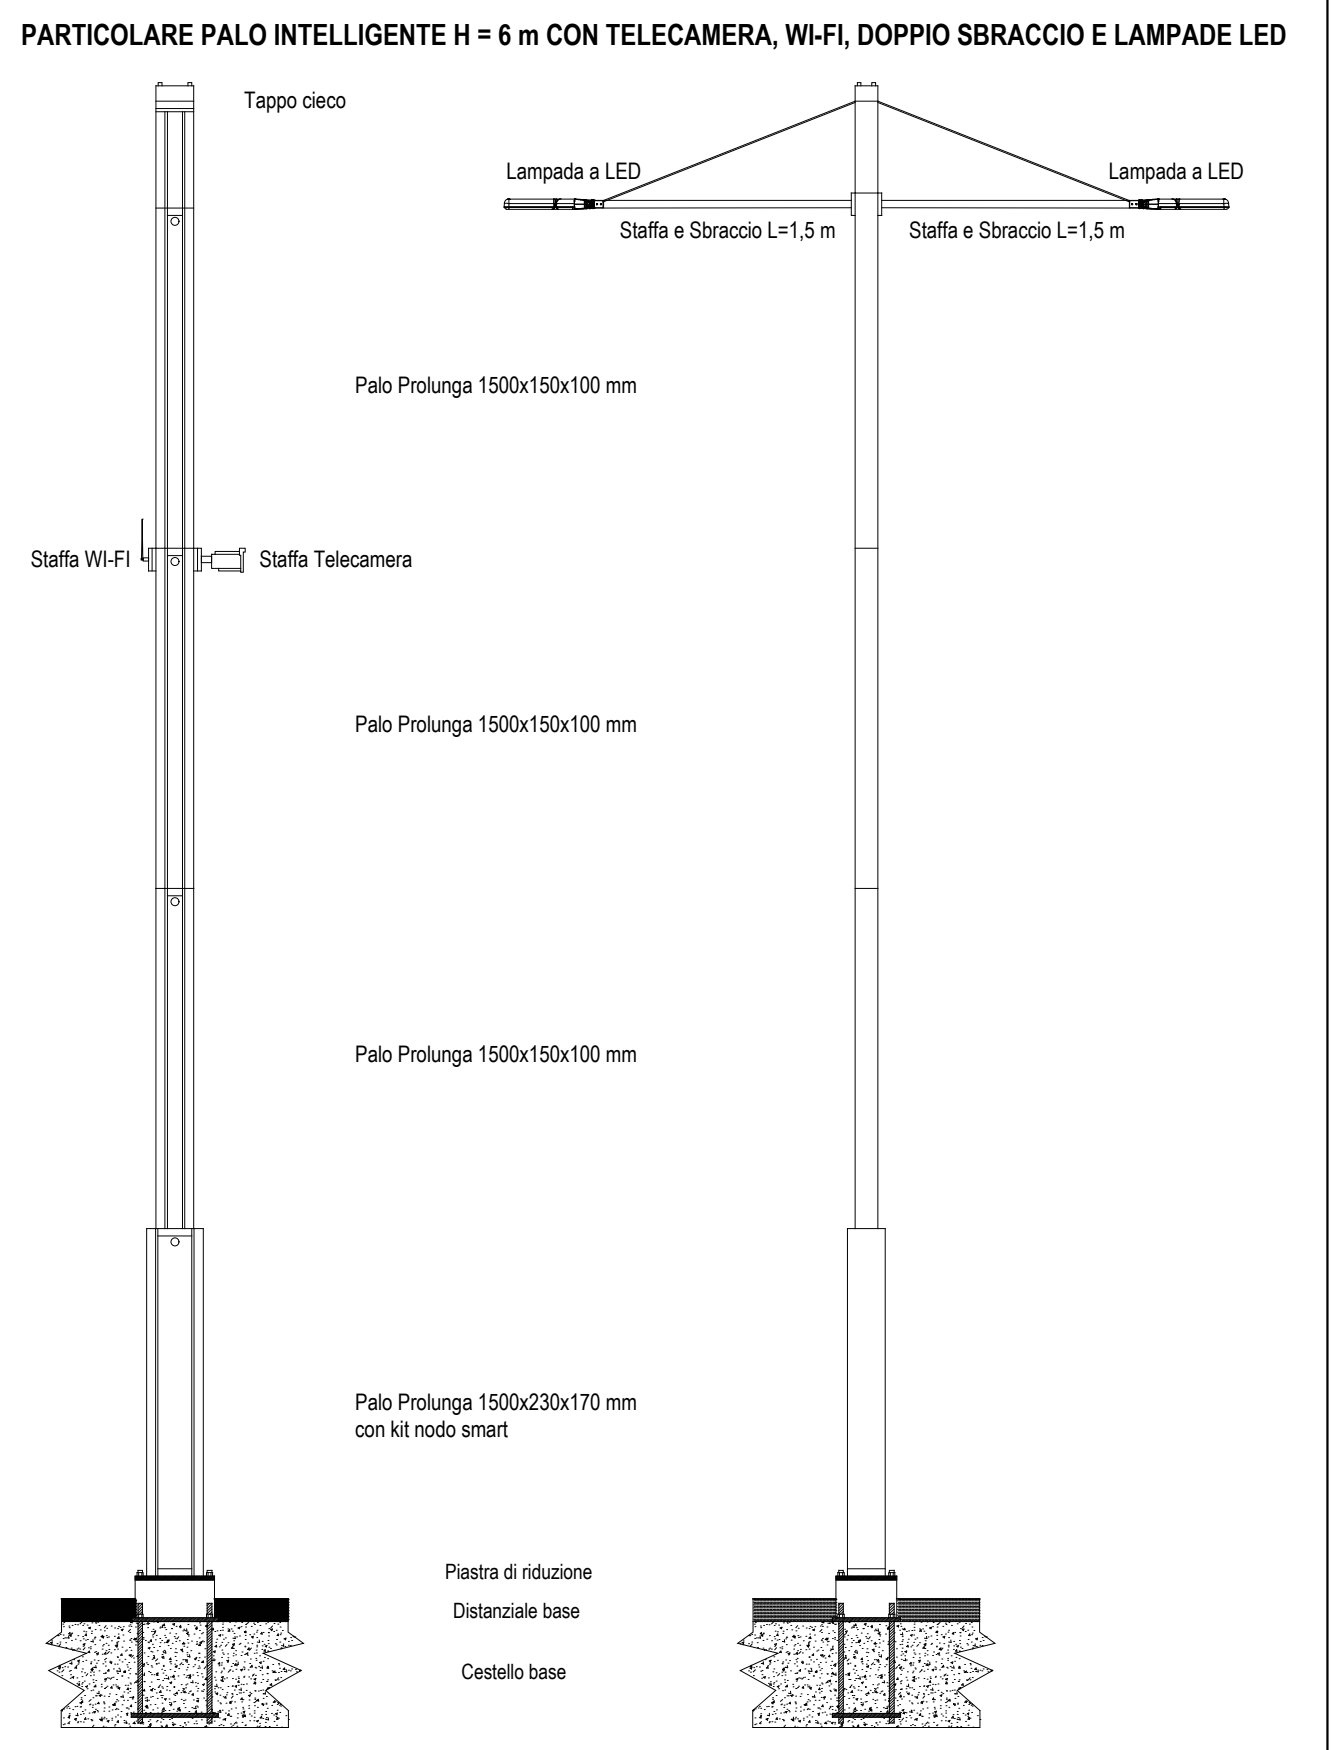 PARTICOLARE PALO INTELLIGENTE H = 6 m CON TELECAMERA, WI-FI, DOPPIO SBRACCIO E LAMPADE LED
Tappo cieco
Lampada a LED
Lampada a LED
Staffa e Sbraccio L=1,5 m
Staffa e Sbraccio L=1,5 m
Palo Prolunga 1500x150x100 mm
Staffa WI-FI
Staffa Telecamera
Palo Prolunga 1500x150x100 mm
Palo Prolunga 1500x150x100 mm
Palo Prolunga 1500x230x170 mm
con kit nodo smart
Piastra di riduzione
Distanziale base
Cestello base